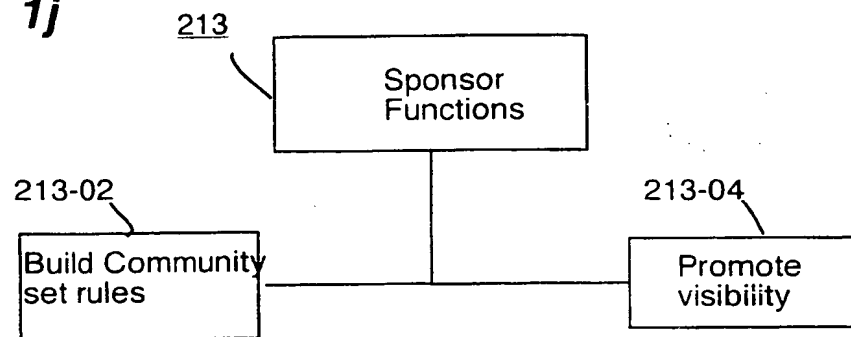 1j
213
Sponsor
Functions
213-02
213-04
Build Community
set rules
Promote
visibility